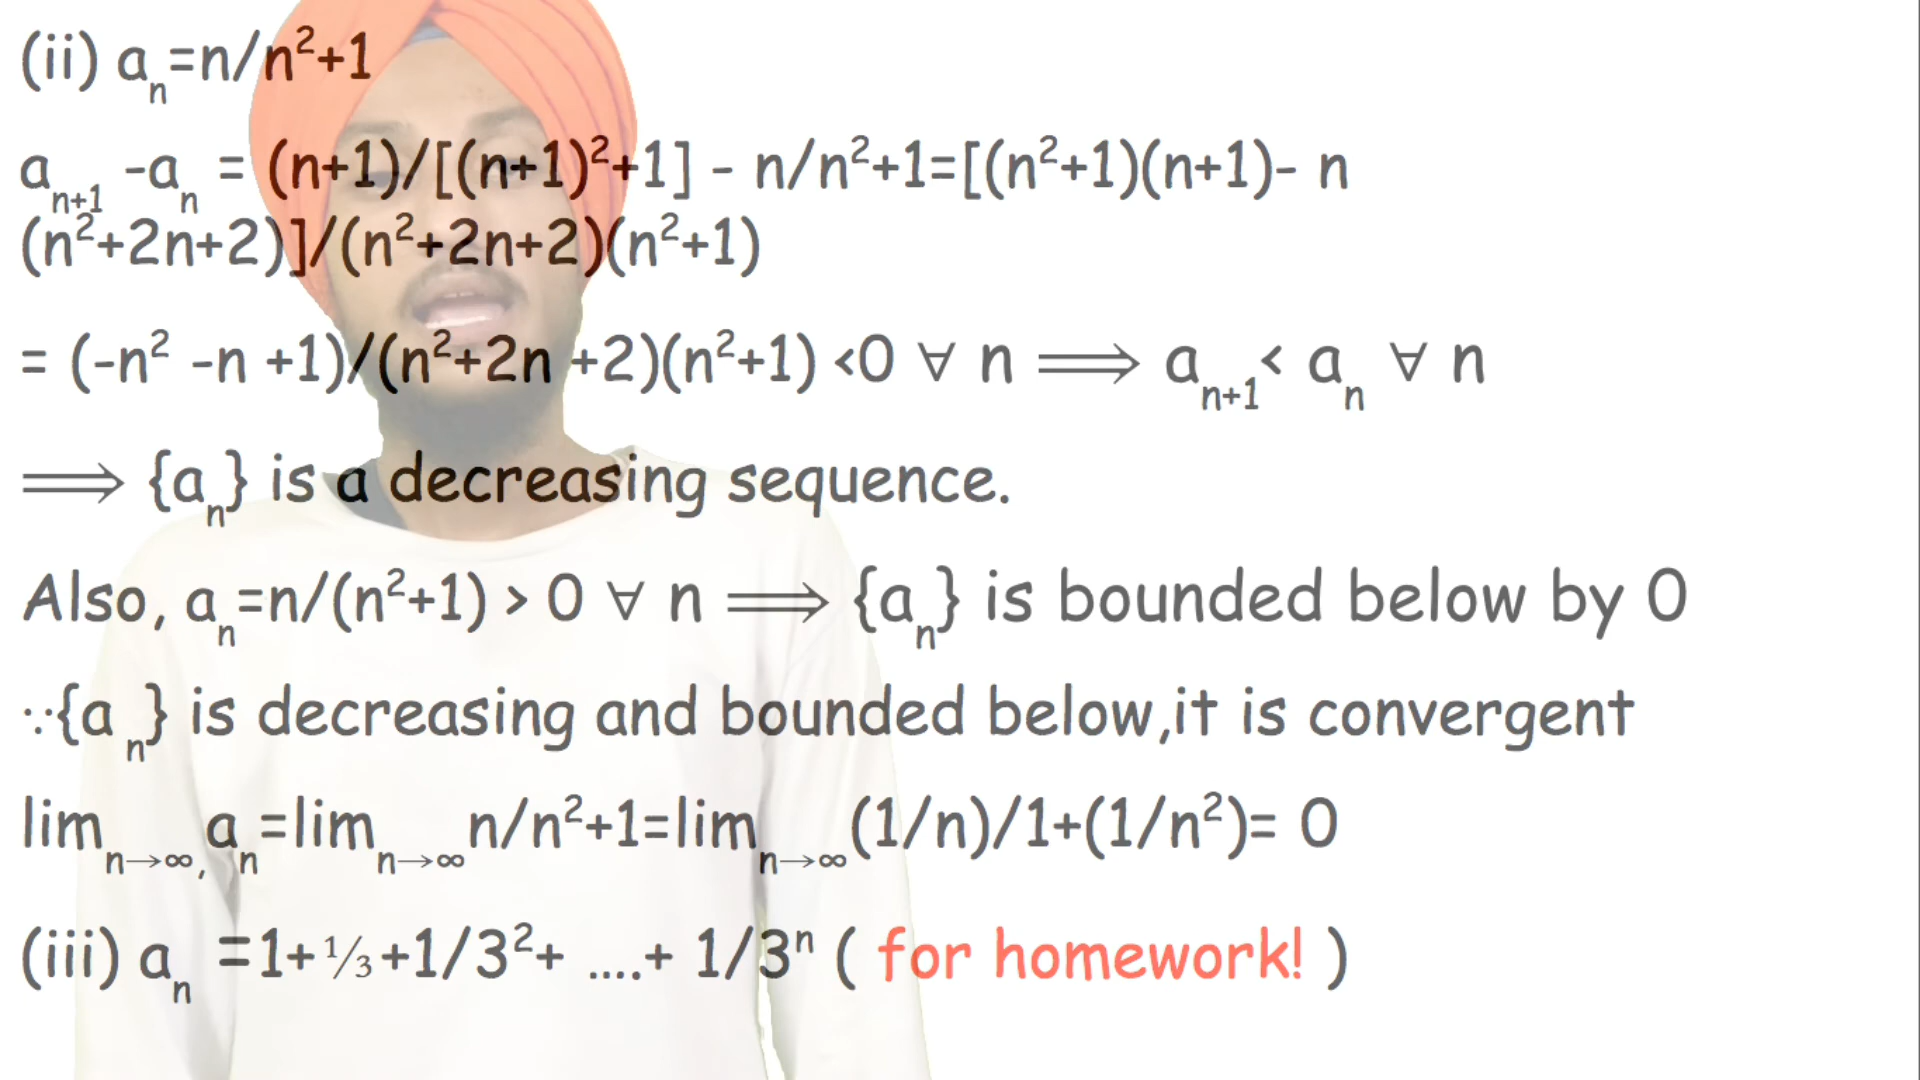 (ii) aₙ=n/n²+1
aₙ₊₁ -aₙ = (n+1)/[(n+1)²+1] - n/n²+1=[(n²+1)(n+1)- n
(n²+2n+2)]/(n²+2n+2)(n²+1)
= (-n² -n +1)/(n²+2n +2)(n²+1) <0 ∀ n ⟹ aₙ₊₁< aₙ ∀ n
⟹ {aₙ} is a decreasing sequence.
Also, aₙ=n/(n²+1) > 0 ∀ n ⟹ {aₙ} is bounded below by 0
∵{aₙ} is decreasing and bounded below,it is convergent
limₙ→∞, aₙ=limₙ→∞ n/n²+1=limₙ→∞(1/n)/1+(1/n²)= 0
(iii) aₙ =1+ ⅓ +1/3²+ ....+ 1/3ⁿ ( for homework! )